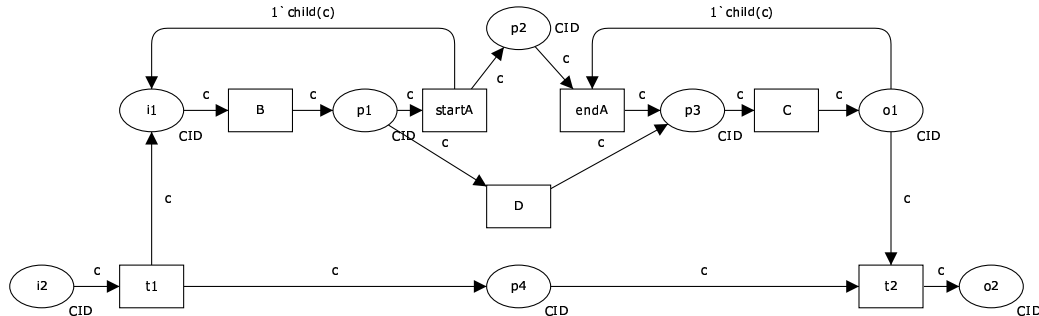 1`child(c)
1`child(c)
p2
CID
c
c
i1
c
B
c
p1
c
startA
endA
c
p3
c
C
c
o1
CID
CID
CID
CID
c
c
D
c
c
i2
c
t1
c
p4
c
t2
c
o2
CID
CID
CID